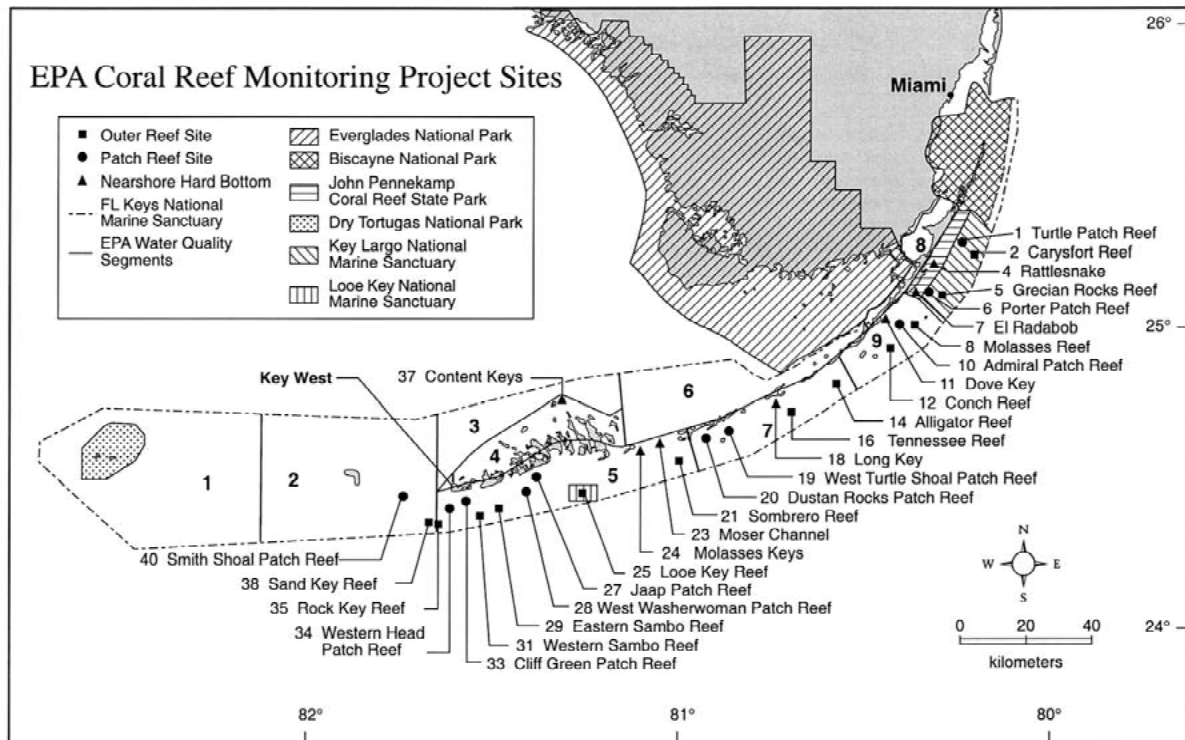 EPA Coral Reef Monitoring Project Sites
Outer Reef Site
Patch Reef Site
Nearshore Hard Bottom
FL Keys National
Marine Sanctuary
EPA Water Quality
Segments
Everglades National Park
Biscayne National Park
John Pennekamp
Coral Reef State Park
Dry Tortugas National Park
Key Largo National
Marine Sanctuary
Looe Key National
Marine Sanctuary
Miami
26°
25°
24°
82°
81°
80°
8
9
7
6
5
4
3
2
1
1 Turtle Patch Reef
2 Carysfort Reef
4 Rattlesnake
5 Grecian Rocks Reef
6 Porter Patch Reef
7 El Radabob
8 Molasses Reef
10 Admiral Patch Reef
11 Dove Key
12 Conch Reef
14 Alligator Reef
16 Tennessee Reef
18 Long Key
19 West Turtle Shoal Patch Reef
20 Dustan Rocks Patch Reef
21 Sombrero Reef
23 Moser Channel
24 Molasses Keys
25 Looe Key Reef
27 Jaap Patch Reef
28 West Washerwoman Patch Reef
29 Eastern Sambo Reef
31 Western Sambo Reef
33 Cliff Green Patch Reef
34 Western Head
Patch Reef
35 Rock Key Reef
38 Sand Key Reef
40 Smith Shoal Patch Reef
Key West
37 Content Keys
N
W
E
S
0 20 40
kilometers